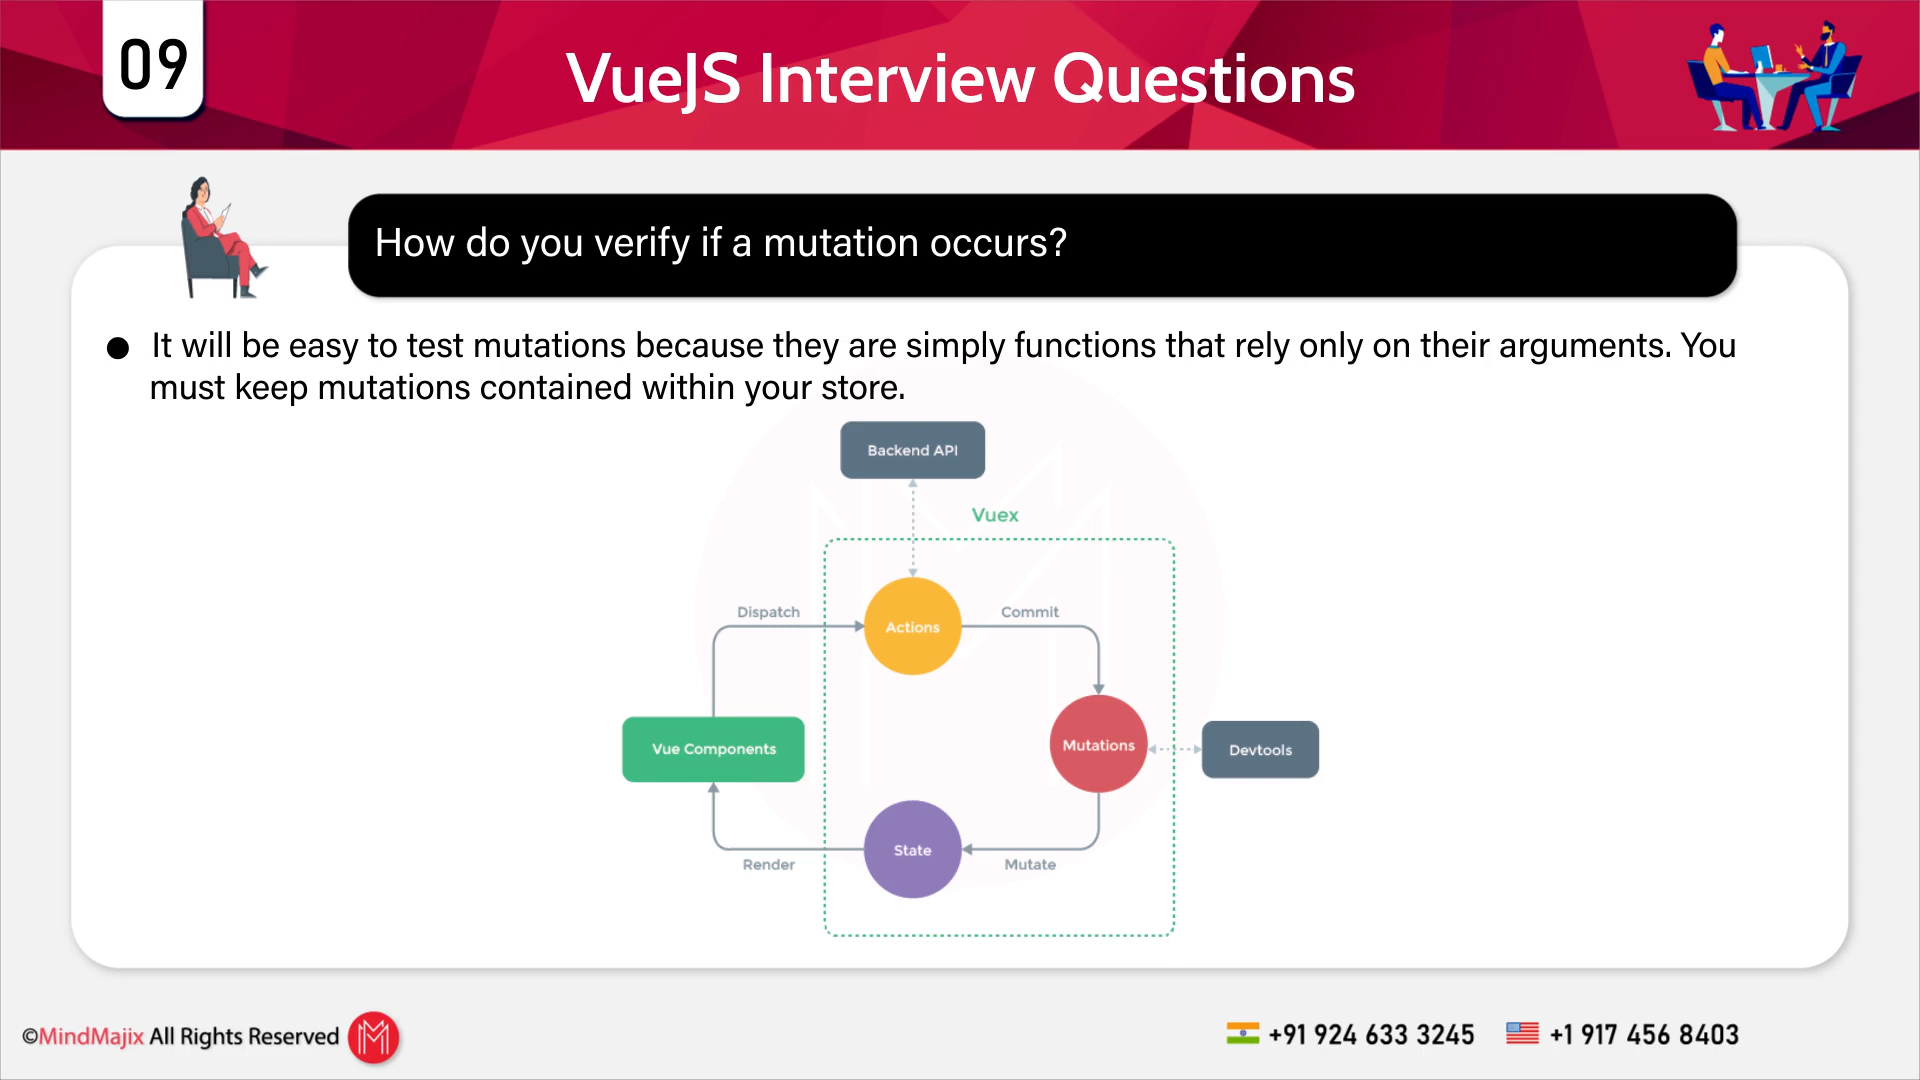 09
VueJS Interview Questions
How do you verify if a mutation occurs?
● It will be easy to test mutations because they are simply functions that rely only on their arguments. You
must keep mutations contained within your store.
Backend API
Vuex
Dispatch
Commit
Actions
Mutations
Devtools
Vue Components
State
Render
Mutate
©MindMajix All Rights Reserved
+91 924 633 3245
+1 917 456 8403